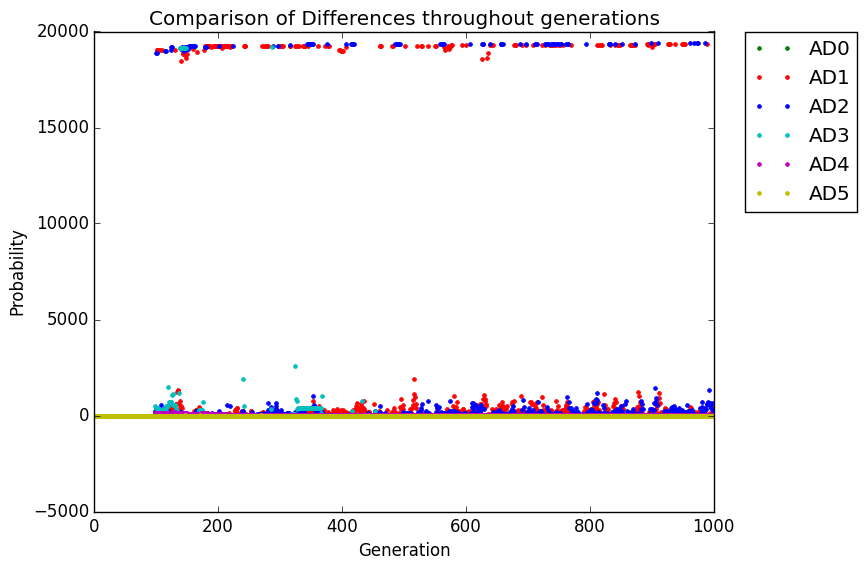 Comparison of Differences throughout generations
20000
15000
10000
5000
0
−5000
Probability
0 200 400 600 800 1000
Generation
AD0
AD1
AD2
AD3
AD4
AD5